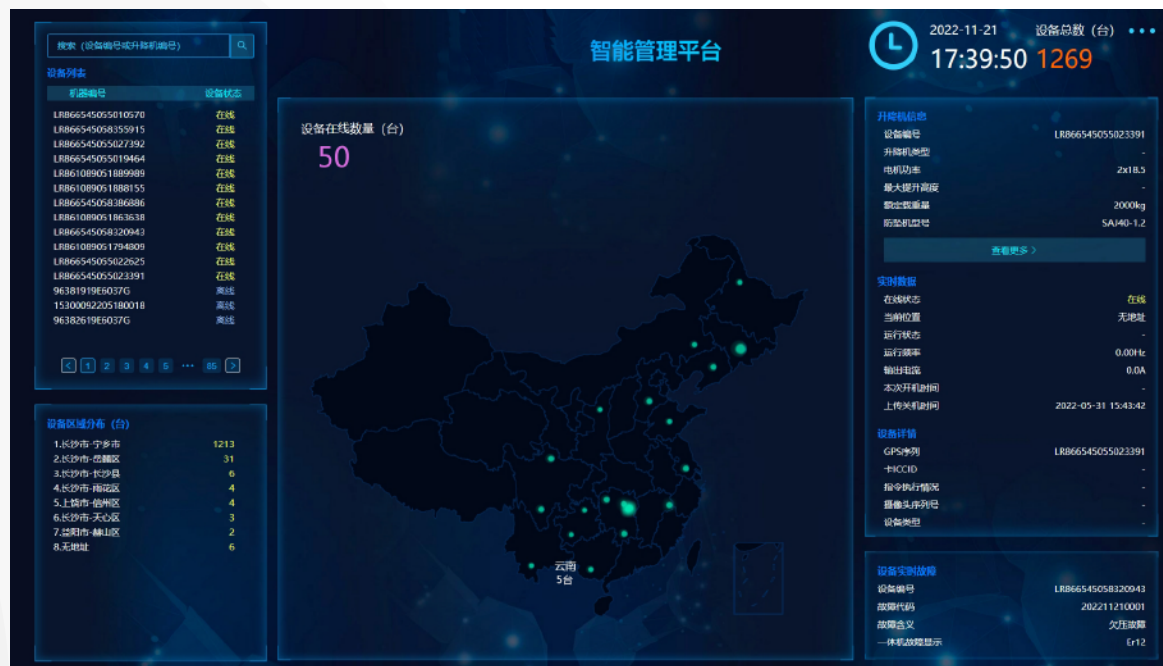 搜索（设备编号或升降机编号）
设备列表
机器编号 设备状态
LR866545055010570 在线
LR866545058355915 在线
LR866545055027392 在线
LR866545055019464 在线
LR861089051889989 在线
LR861089051888155 在线
LR866545058386886 在线
LR861089051863638 在线
LR866545058320943 在线
LR861089051794809 在线
LR866545055022625 在线
LR866545055023391 在线
96381919E6037G 离线
15300092205180018 离线
96382619E6037G 离线
< 1 2 3 4 5 ··· 85 >
设备区域分布（台）
1.长沙市-宁乡市 1213
2.长沙市-岳麓区 31
3.长沙市-长沙县 6
4.长沙市-雨花区 4
5.上饶市-信州区 4
6.长沙市-天心区 3
7.益阳市-赫山区 2
8.无地址 6
智能管理平台
设备在线数量（台）
50
云南
5台
2022-11-21
17:39:50
设备总数（台）
1269
升降机信息
设备编号 LR866545055023391
升降机类型 -
电机功率 2x18.5
最大提升高度 -
额定载重量 2000kg
防坠机型号 SAJ40-1.2
查看更多 >
实时数据
在线状态 在线
当前位置 无地址
运行状态 -
运行频率 0.00Hz
输出电流 0.0A
本次开机时间 -
上传关机时间 2022-05-31 15:43:42
设备详情
GPS序列 LR866545055023391
卡ICCID -
指令执行情况 -
摄像头序列号 -
设备类型 -
设备实时故障
设备编号 LR866545058320943
故障代码 202211210001
故障含义 欠压故障
一体机故障显示 Er12